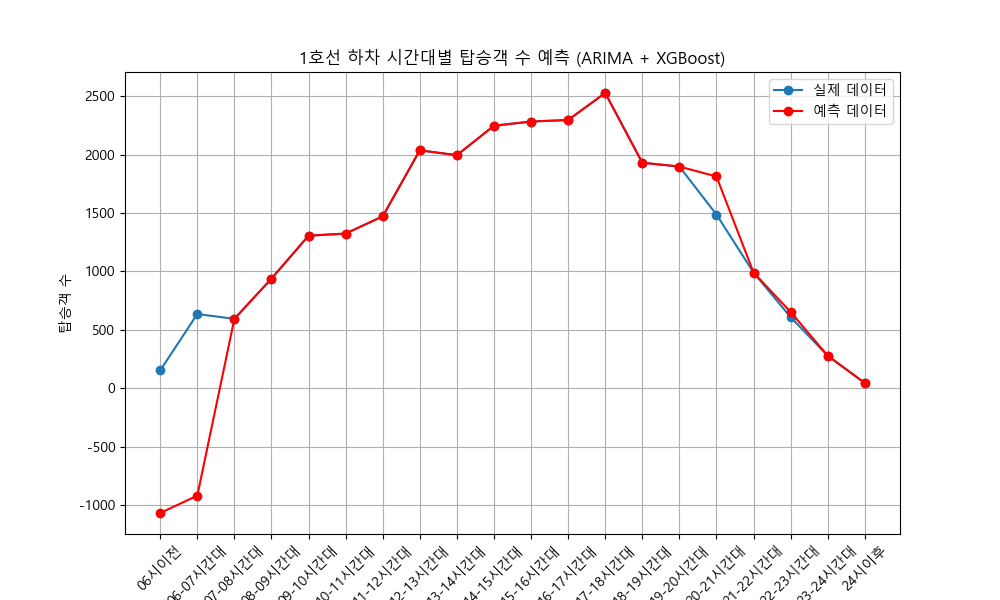 1호선 하차 시간대별 탑승객 수 예측 (ARIMA + XGBoost)
실제 데이터
예측 데이터
탑승객 수
2500
2000
1500
1000
500
0
-500
-1000
06시이전
06-07시간대
07-08시간대
08-09시간대
09-10시간대
10-11시간대
11-12시간대
12-13시간대
13-14시간대
14-15시간대
15-16시간대
16-17시간대
17-18시간대
18-19시간대
19-20시간대
20-21시간대
21-22시간대
22-23시간대
23-24시간대
24시이후